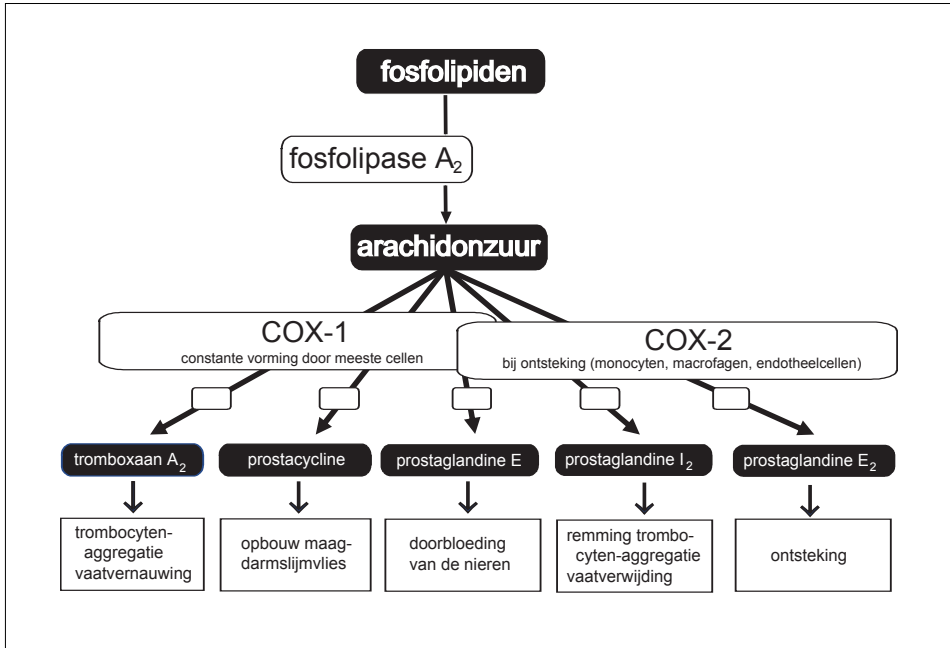 fosfolipiden
fosfolipase A₂
arachidonzuur
COX-1
constante vorming door meeste cellen
COX-2
bij ontsteking (monocyten, macrofagen, endotheelcellen)
tromboxaan A₂
prostacycline
prostaglandine E
prostaglandine I₂
prostaglandine E₂
trombocyten-
aggregatie
vaatvernauwing
opbouw maag-
darmslijmvlies
doorbloeding
van de nieren
remming trombo-
cyten-aggregatie
vaatverwijding
ontsteking